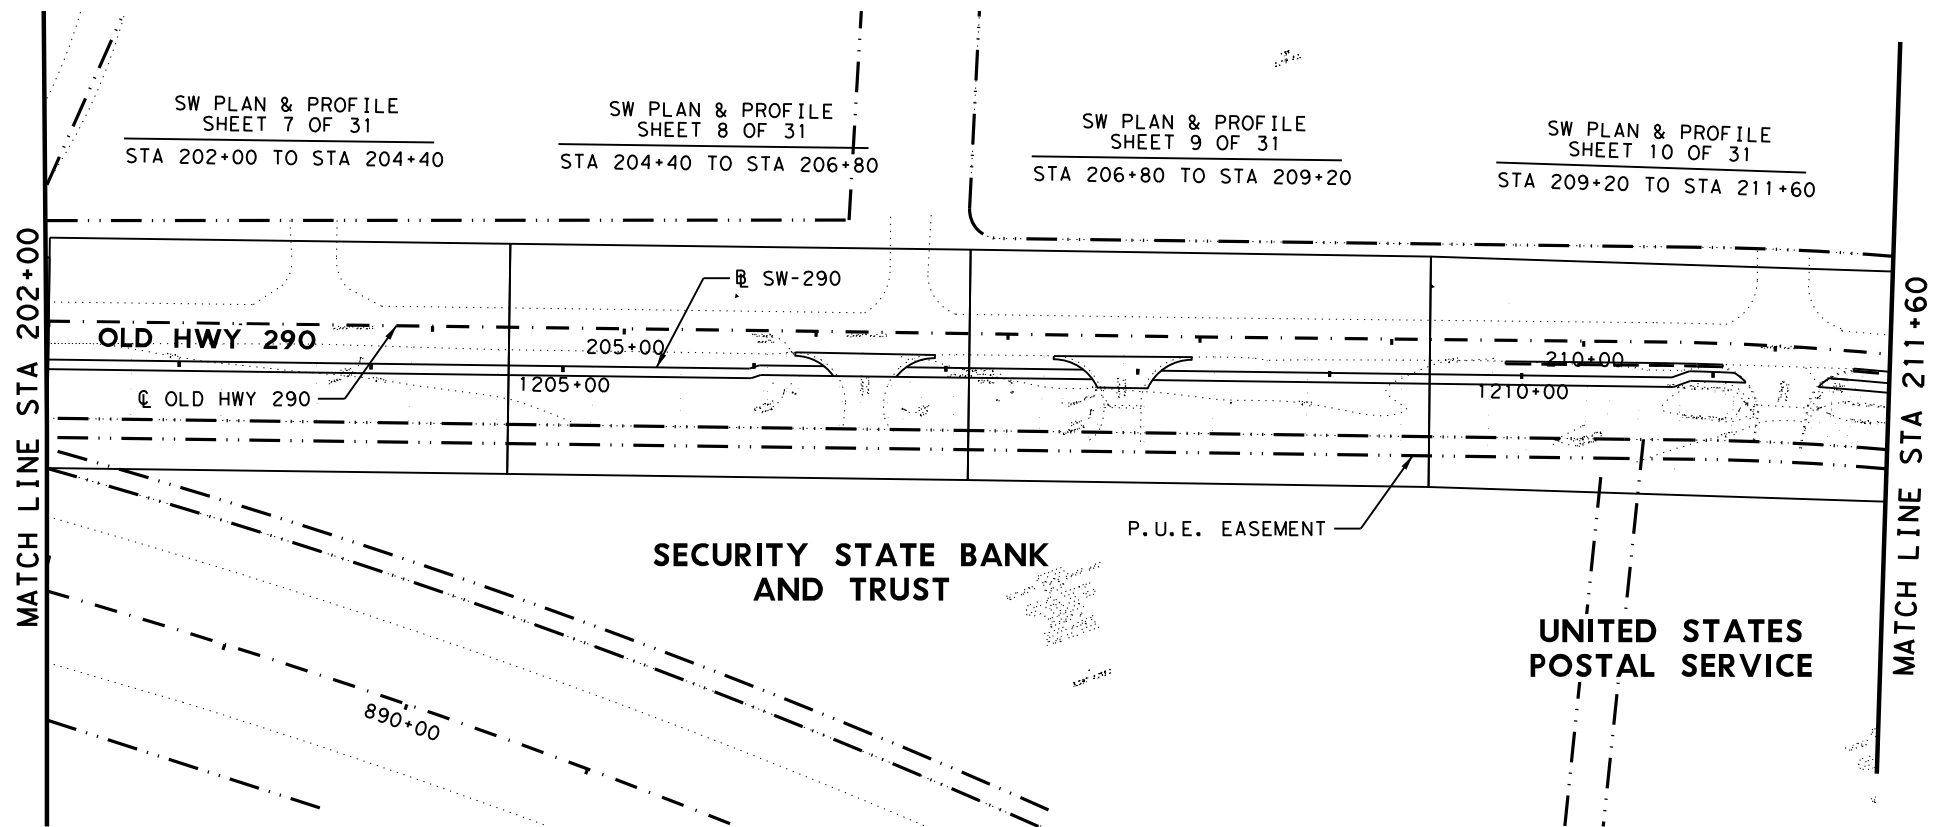 SW PLAN & PROFILE
SHEET 7 OF 31
STA 202+00 TO STA 204+40
SW PLAN & PROFILE
SHEET 8 OF 31
STA 204+40 TO STA 206+80
SW PLAN & PROFILE
SHEET 9 OF 31
STA 206+80 TO STA 209+20
SW PLAN & PROFILE
SHEET 10 OF 31
STA 209+20 TO STA 211+60
MATCH LINE STA 202+00
℄ SW-290
OLD HWY 290
205+00
210+00
1205+00
1210+00
℄ OLD HWY 290
MATCH LINE STA 211+60
P.U.E. EASEMENT
SECURITY STATE BANK
AND TRUST
UNITED STATES
POSTAL SERVICE
890+00